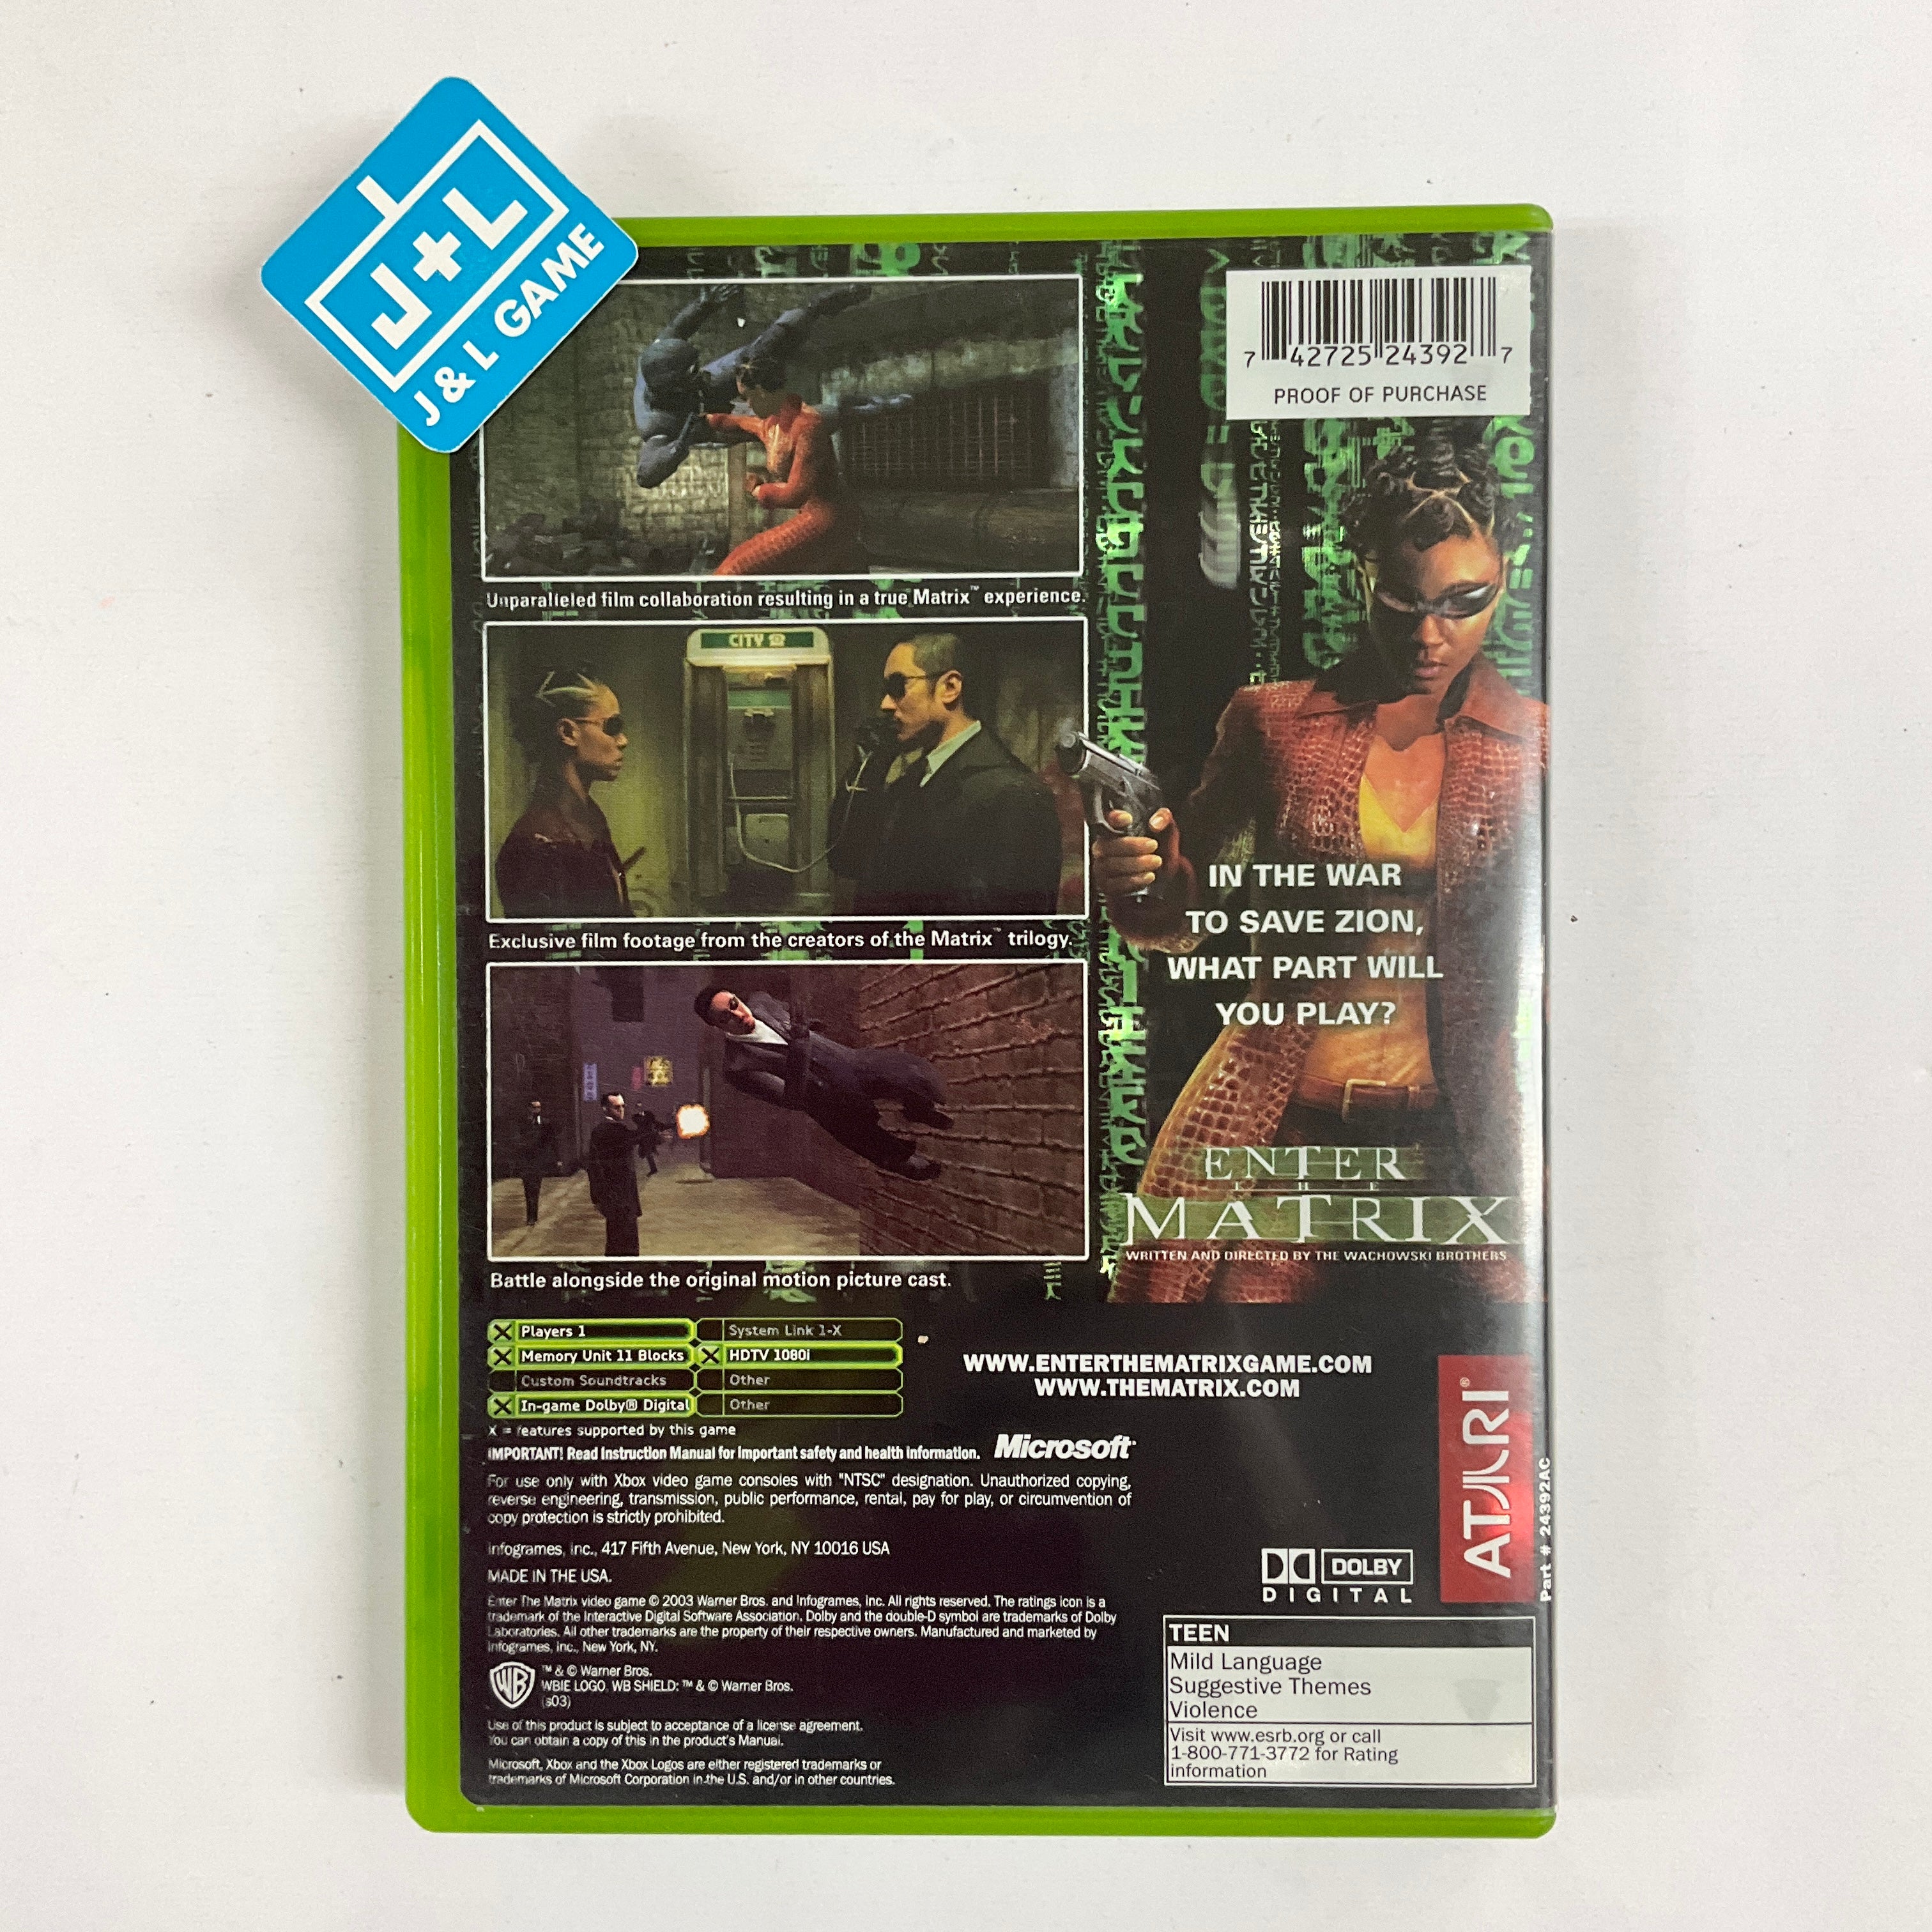 J+L
J & L GAME
7 42725 24392 7
PROOF OF PURCHASE
Unparalleled film collaboration resulting in a true Matrix™ experience.
CITY
Exclusive film footage from the creators of the Matrix™ trilogy.
Battle alongside the original motion picture cast.
IN THE WAR
TO SAVE ZION,
WHAT PART WILL
YOU PLAY?
ENTER
THE
MATRIX
WRITTEN AND DIRECTED BY THE WACHOWSKI BROTHERS
X Players 1
System Link 1-X
X Memory Unit 11 Blocks
X HDTV 1080i
Custom Soundtracks
Other
X In-game Dolby® Digital
Other
X = features supported by this game
WWW.ENTERTHEMATRIXGAME.COM
WWW.THEMATRIX.COM
IMPORTANT! Read Instruction Manual for important safety and health information.
Microsoft®
For use only with Xbox video game consoles with "NTSC" designation. Unauthorized copying,
reverse engineering, transmission, public performance, rental, pay for play, or circumvention of
copy protection is strictly prohibited.
Infogrames, Inc., 417 Fifth Avenue, New York, NY 10016 USA
MADE IN THE USA.
Enter The Matrix video game © 2003 Warner Bros. and Infogrames, Inc. All rights reserved. The ratings icon is a
trademark of the Interactive Digital Software Association. Dolby and the double-D symbol are trademarks of Dolby
Laboratories. All other trademarks are the property of their respective owners. Manufactured and marketed by
Infogrames, Inc., New York, NY.
WB
™ & © Warner Bros.
WBIE LOGO, WB SHIELD: ™ & © Warner Bros.
(s03)
Use of this product is subject to acceptance of a license agreement.
You can obtain a copy of this in the product's Manual.
Microsoft, Xbox and the Xbox Logos are either registered trademarks or
trademarks of Microsoft Corporation in the U.S. and/or in other countries.
ATARI®
Part # 24392AC
DOLBY
DIGITAL
TEEN
Mild Language
Suggestive Themes
Violence
Visit www.esrb.org or call
1-800-771-3772 for Rating
information